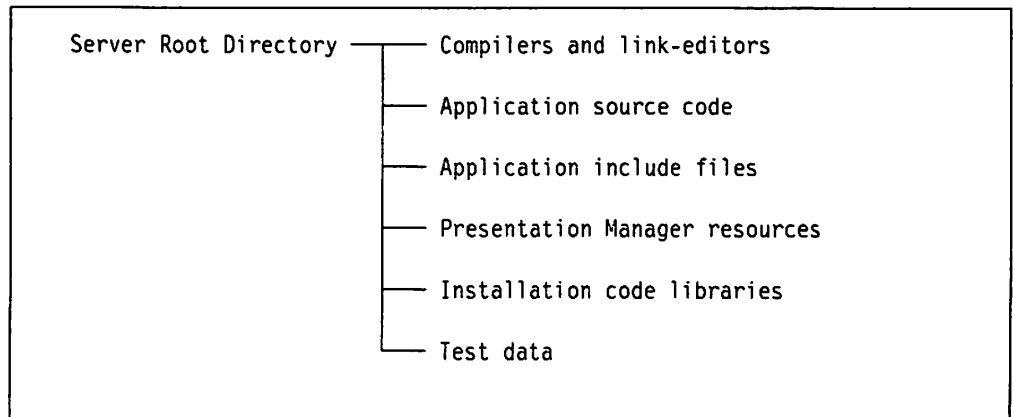 Server Root Directory Compilers and link-editors
Application source code
Application include files
Presentation Manager resources
Installation code libraries
Test data